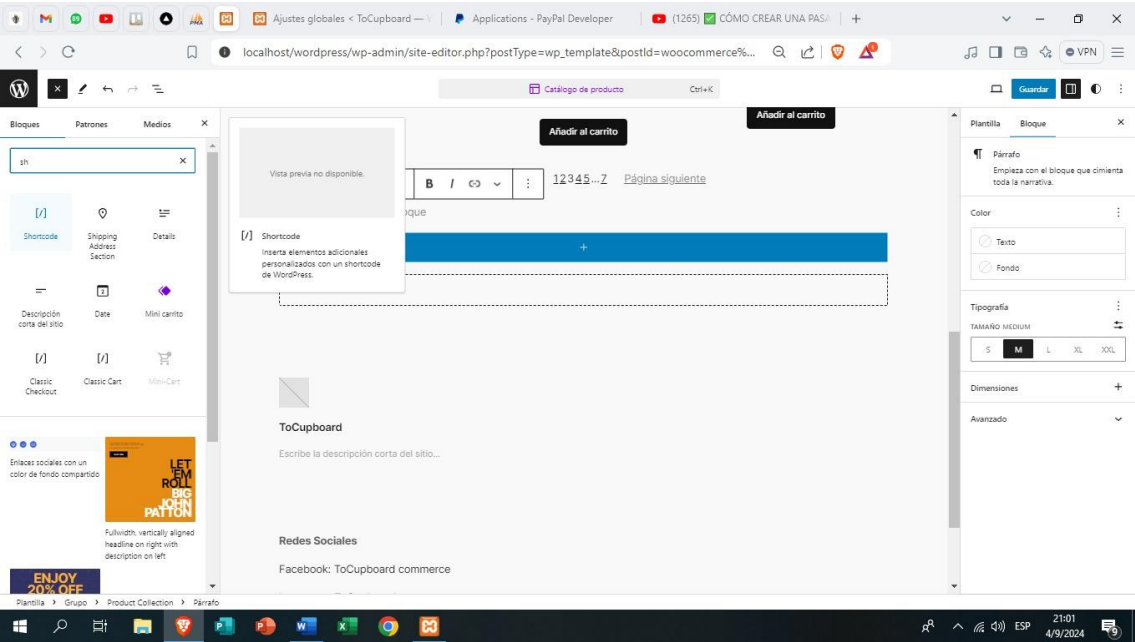 Ajustes globales < ToCupboard —
Applications - PayPal Developer
(1265) ✅ CÓMO CREAR UNA PASA
localhost/wordpress/wp-admin/site-editor.php?postType=wp_template&postId=woocommerce%...
VPN
Catálogo de producto
Ctrl+K
Guardar
Bloques
Patrones
Medios
sh
Shortcode
Shipping
Address
Section
Details
Descripción
corta del sitio
Date
Mini carrito
Classic
Checkout
Classic Cart
Mini-Cart
Enlaces sociales con un
color de fondo compartido
LET
'EM
ROLL
BIG
JOHN
PATTON
Fullwidth, vertically aligned
headline on right with
description on left
ENJOY
20% OFF
Vista previa no disponible.
Shortcode
Inserta elementos adicionales
personalizados con un shortcode
de WordPress.
Añadir al carrito
Añadir al carrito
B I
1 2 3 4 5 ... 7 Página siguiente
ToCupboard
Escribe la descripción corta del sitio...
Redes Sociales
Facebook: ToCupboard commerce
Plantilla
Bloque
Párrafo
Empieza con el bloque que cimienta
toda la narrativa.
Color
Texto
Fondo
Tipografía
TAMAÑO MEDIUM
S M L XL XXL
Dimensiones
Avanzado
Plantilla > Grupo > Product Collection > Párrafo
ESP
21:01
4/9/2024